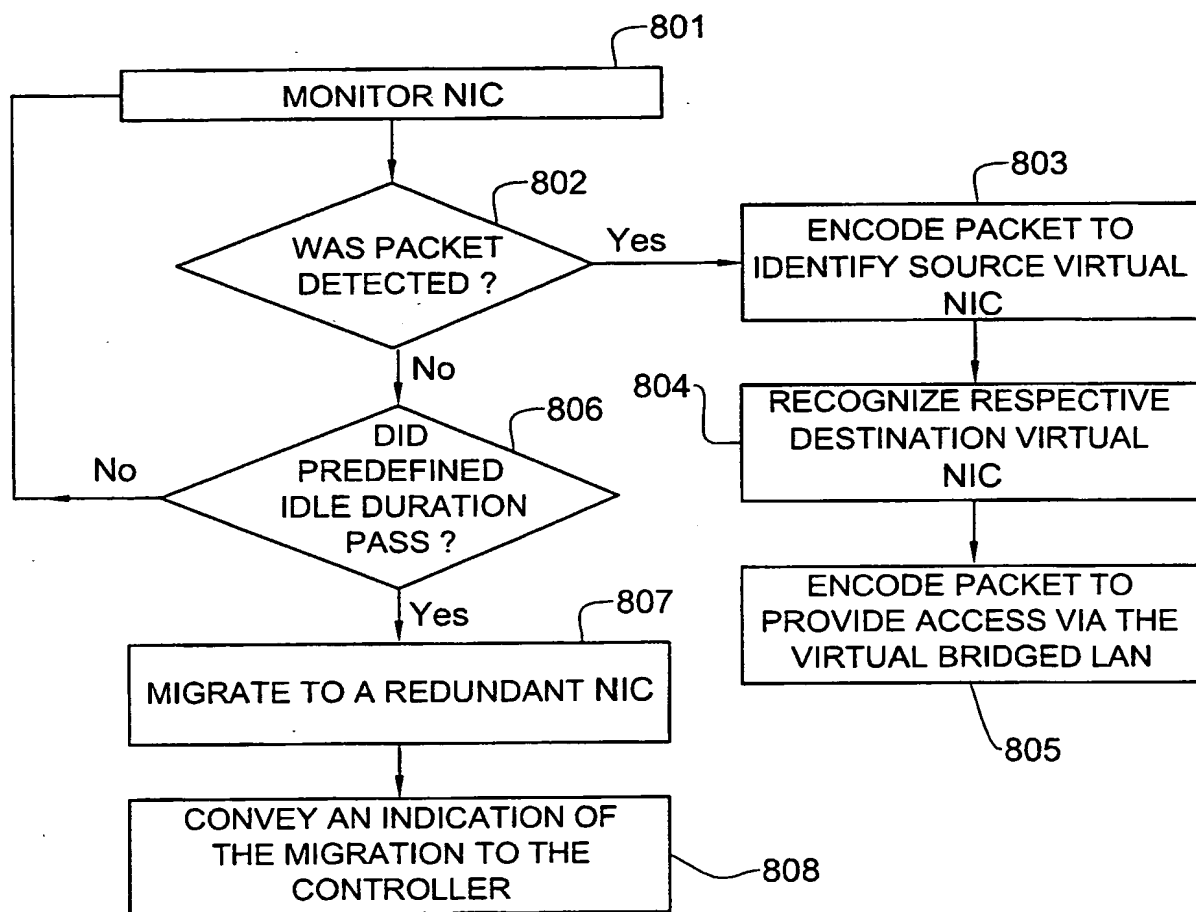 801
MONITOR NIC
802
WAS PACKET
DETECTED ?
Yes
803
ENCODE PACKET TO
IDENTIFY SOURCE VIRTUAL
NIC
No
804
RECOGNIZE RESPECTIVE
DESTINATION VIRTUAL
NIC
806
DID
PREDEFINED
IDLE DURATION
PASS ?
No
ENCODE PACKET TO
PROVIDE ACCESS VIA THE
VIRTUAL BRIDGED LAN
805
Yes
807
MIGRATE TO A REDUNDANT NIC
CONVEY AN INDICATION OF
THE MIGRATION TO THE
CONTROLLER
808